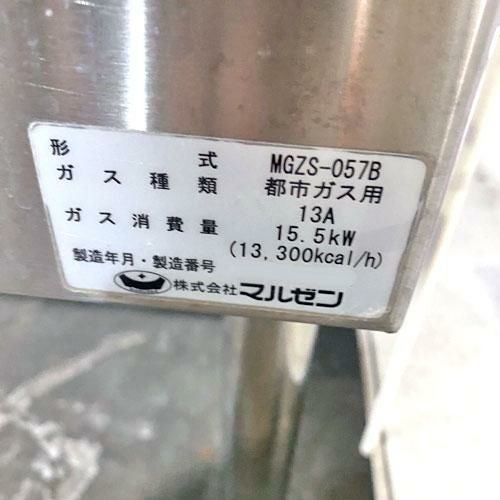 形式 MGZS-057B
ガス種類 都市ガス用
13A
ガス消費量 15.5kW
(13,300kcal/h)
製造年月・製造番号
株式会社マルゼン